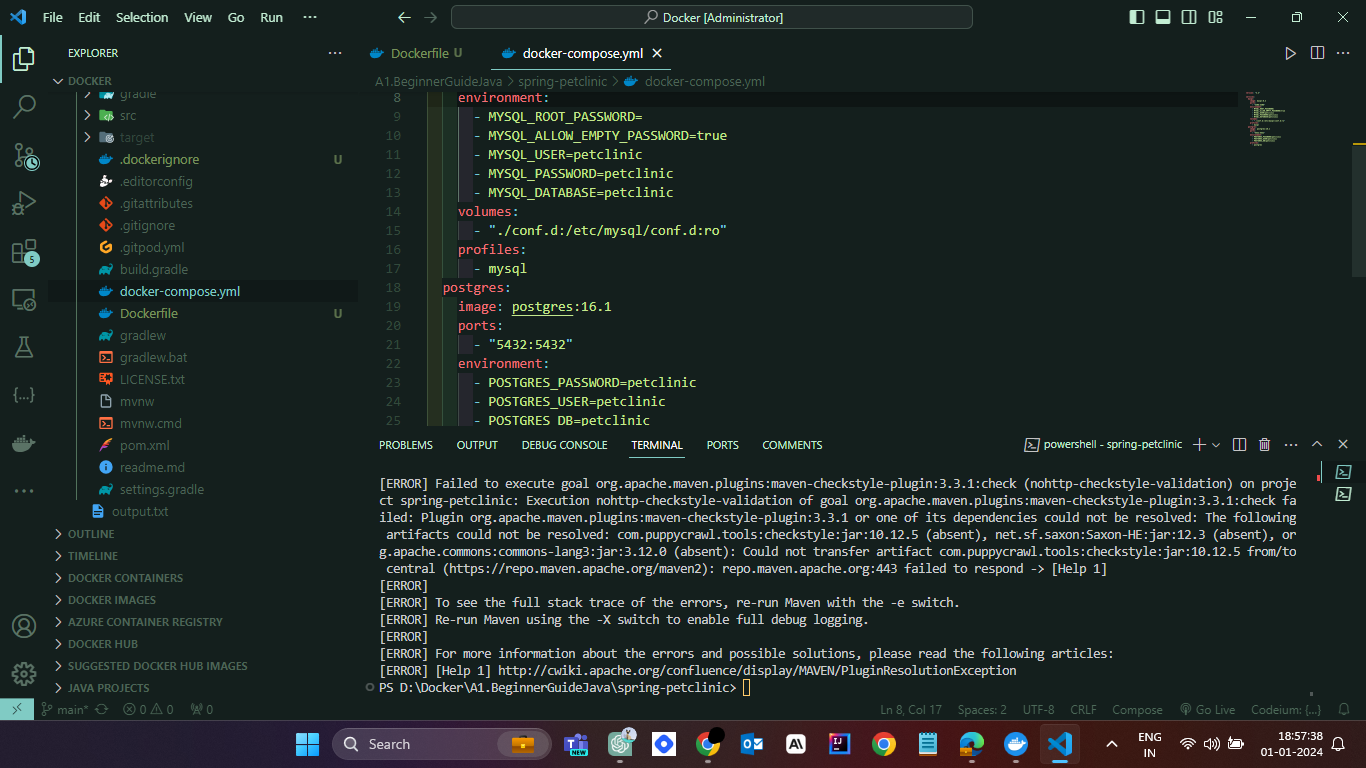 File Edit Selection View Go Run ···
Docker [Administrator]
EXPLORER
Dockerfile U
docker-compose.yml
A1.BeginnerGuideJava > spring-petclinic > docker-compose.yml
DOCKER
gradle
src
target
.dockerignore U
.editorconfig
.gitattributes
.gitignore
.gitpod.yml
build.gradle
docker-compose.yml
Dockerfile U
gradlew
gradlew.bat
LICENSE.txt
mvnw
mvnw.cmd
pom.xml
readme.md
settings.gradle
output.txt
OUTLINE
TIMELINE
DOCKER CONTAINERS
DOCKER IMAGES
AZURE CONTAINER REGISTRY
DOCKER HUB
SUGGESTED DOCKER HUB IMAGES
JAVA PROJECTS
5
8 environment:
9 - MYSQL_ROOT_PASSWORD=
10 - MYSQL_ALLOW_EMPTY_PASSWORD=true
11 - MYSQL_USER=petclinic
12 - MYSQL_PASSWORD=petclinic
13 - MYSQL_DATABASE=petclinic
14 volumes:
15 - "./conf.d:/etc/mysql/conf.d:ro"
16 profiles:
17 - mysql
18 postgres:
19 image: postgres:16.1
20 ports:
21 - "5432:5432"
22 environment:
23 - POSTGRES_PASSWORD=petclinic
24 - POSTGRES_USER=petclinic
25 - POSTGRES_DB=petclinic
PROBLEMS OUTPUT DEBUG CONSOLE TERMINAL PORTS COMMENTS
powershell - spring-petclinic
[ERROR] Failed to execute goal org.apache.maven.plugins:maven-checkstyle-plugin:3.3.1:check (nohttp-checkstyle-validation) on proje
ct spring-petclinic: Execution nohttp-checkstyle-validation of goal org.apache.maven.plugins:maven-checkstyle-plugin:3.3.1:check fa
iled: Plugin org.apache.maven.plugins:maven-checkstyle-plugin:3.3.1 or one of its dependencies could not be resolved: The following
artifacts could not be resolved: com.puppycrawl.tools:checkstyle:jar:10.12.5 (absent), net.sf.saxon:Saxon-HE:jar:12.3 (absent), or
g.apache.commons:commons-lang3:jar:3.12.0 (absent): Could not transfer artifact com.puppycrawl.tools:checkstyle:jar:10.12.5 from/to
central (https://repo.maven.apache.org/maven2): repo.maven.apache.org:443 failed to respond -> [Help 1]
[ERROR]
[ERROR] To see the full stack trace of the errors, re-run Maven with the -e switch.
[ERROR] Re-run Maven using the -X switch to enable full debug logging.
[ERROR]
[ERROR] For more information about the errors and possible solutions, please read the following articles:
[ERROR] [Help 1] http://cwiki.apache.org/confluence/display/MAVEN/PluginResolutionException
PS D:\Docker\A1.BeginnerGuideJava\spring-petclinic>
main* 0 0 0
Ln 8, Col 17 Spaces: 2 UTF-8 CRLF Compose Go Live Codeium: {...}
Search
NEW
ENG
IN
18:57:38
01-01-2024